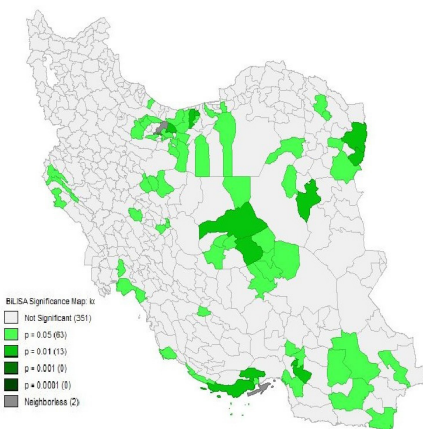 BiLISA Significance Map:
Not Significant (351)
p = 0.05 (63)
p = 0.01 (13)
p = 0.001 (0)
p = 0.0001 (0)
Neighborless (2)